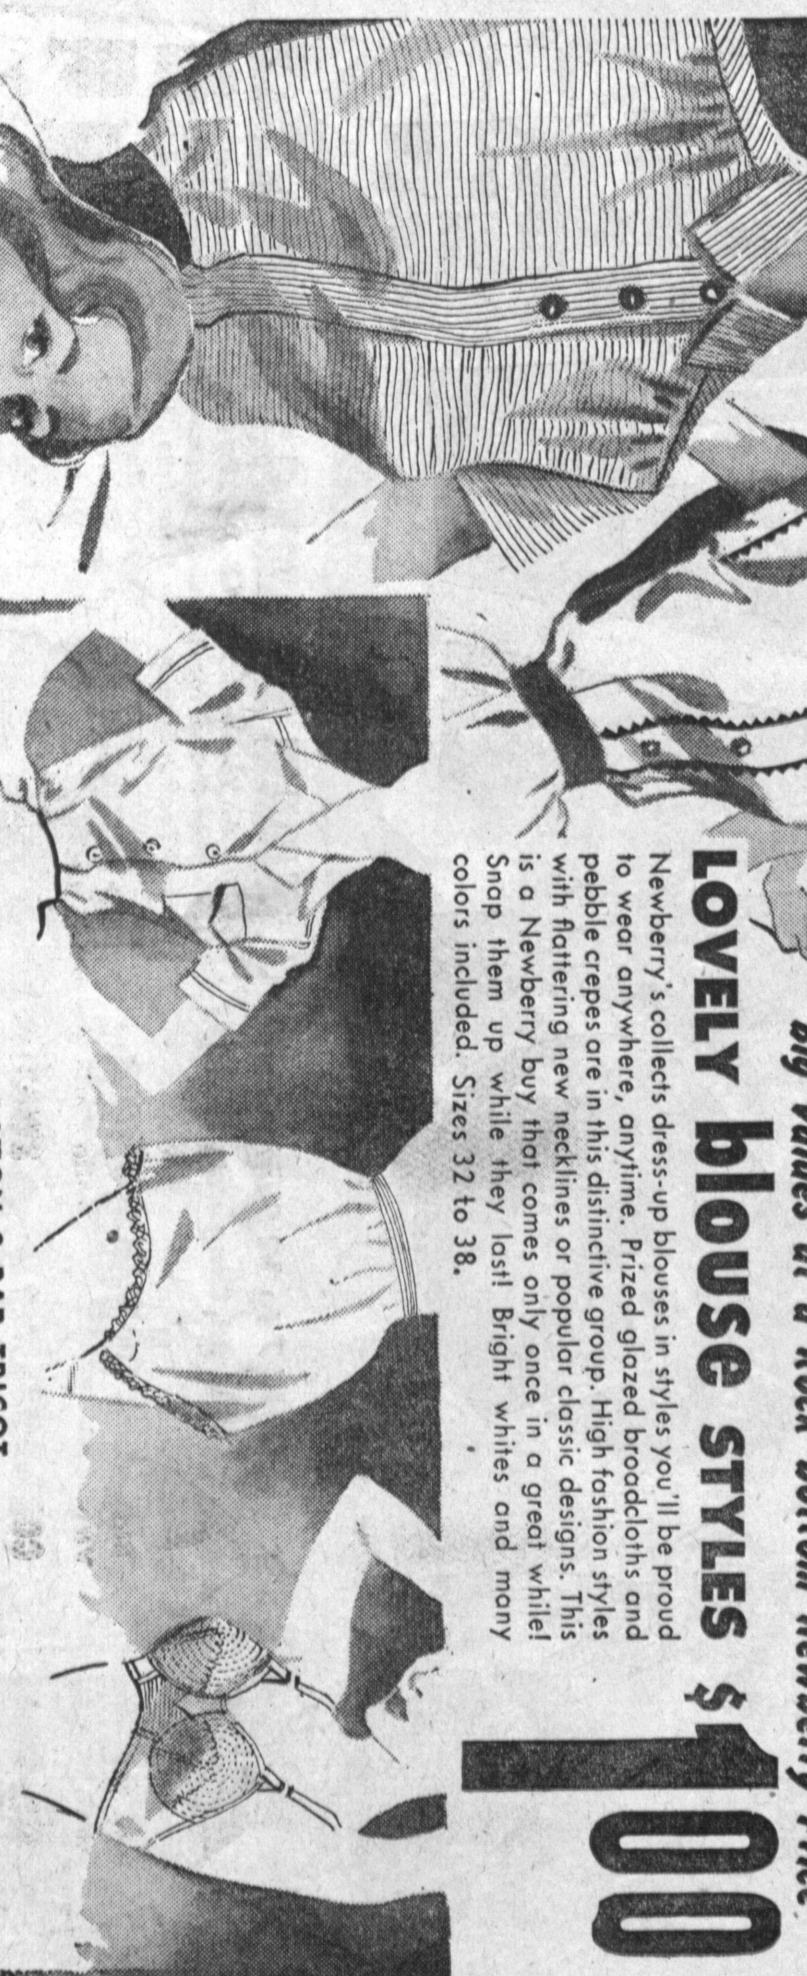 LOVELY blouse STYLES $1 00
Newberry's collects dress-up blouses in styles you'll be proud
to wear anywhere, anytime. Prized glazed broadcloths and
pebble crepes are in this distinctive group. High fashion styles
with flattering new necklines or popular classic designs. This
is a Newberry buy that comes only once in a great while!
Snap them up while they last! Bright whites and many
colors included. Sizes 32 to 38.